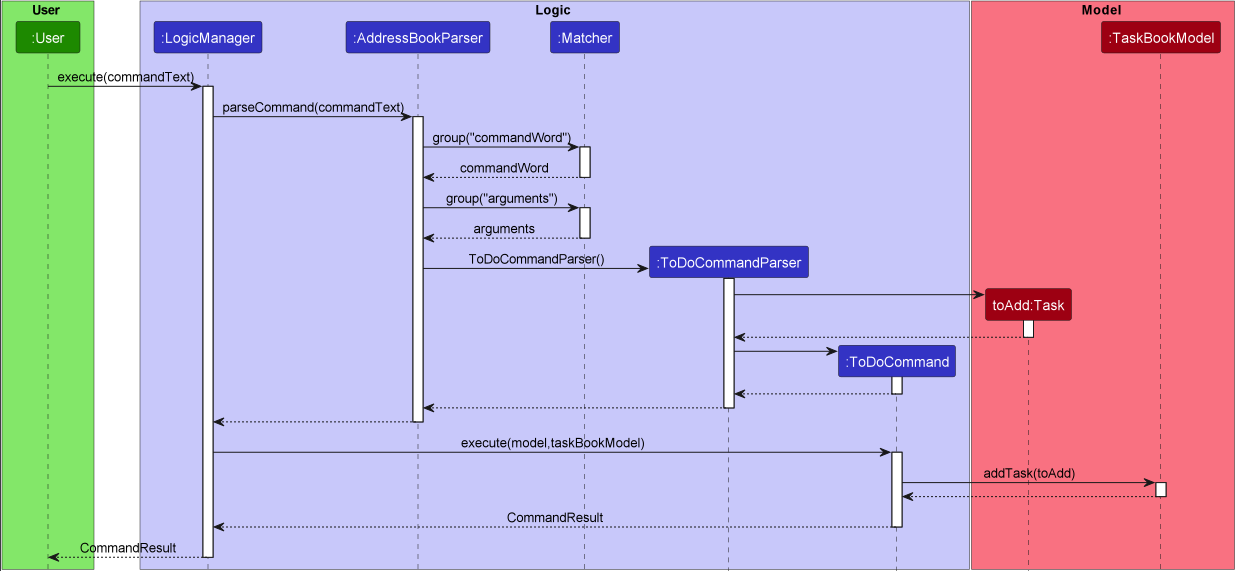 User
Logic
Model
:User
:LogicManager
:AddressBookParser
:Matcher
:TaskBookModel
execute(commandText)
parseCommand(commandText)
group("commandWord")
commandWord
group("arguments")
arguments
ToDoCommandParser()
:ToDoCommandParser
toAdd:Task
:ToDoCommand
execute(model,taskBookModel)
addTask(toAdd)
CommandResult
CommandResult